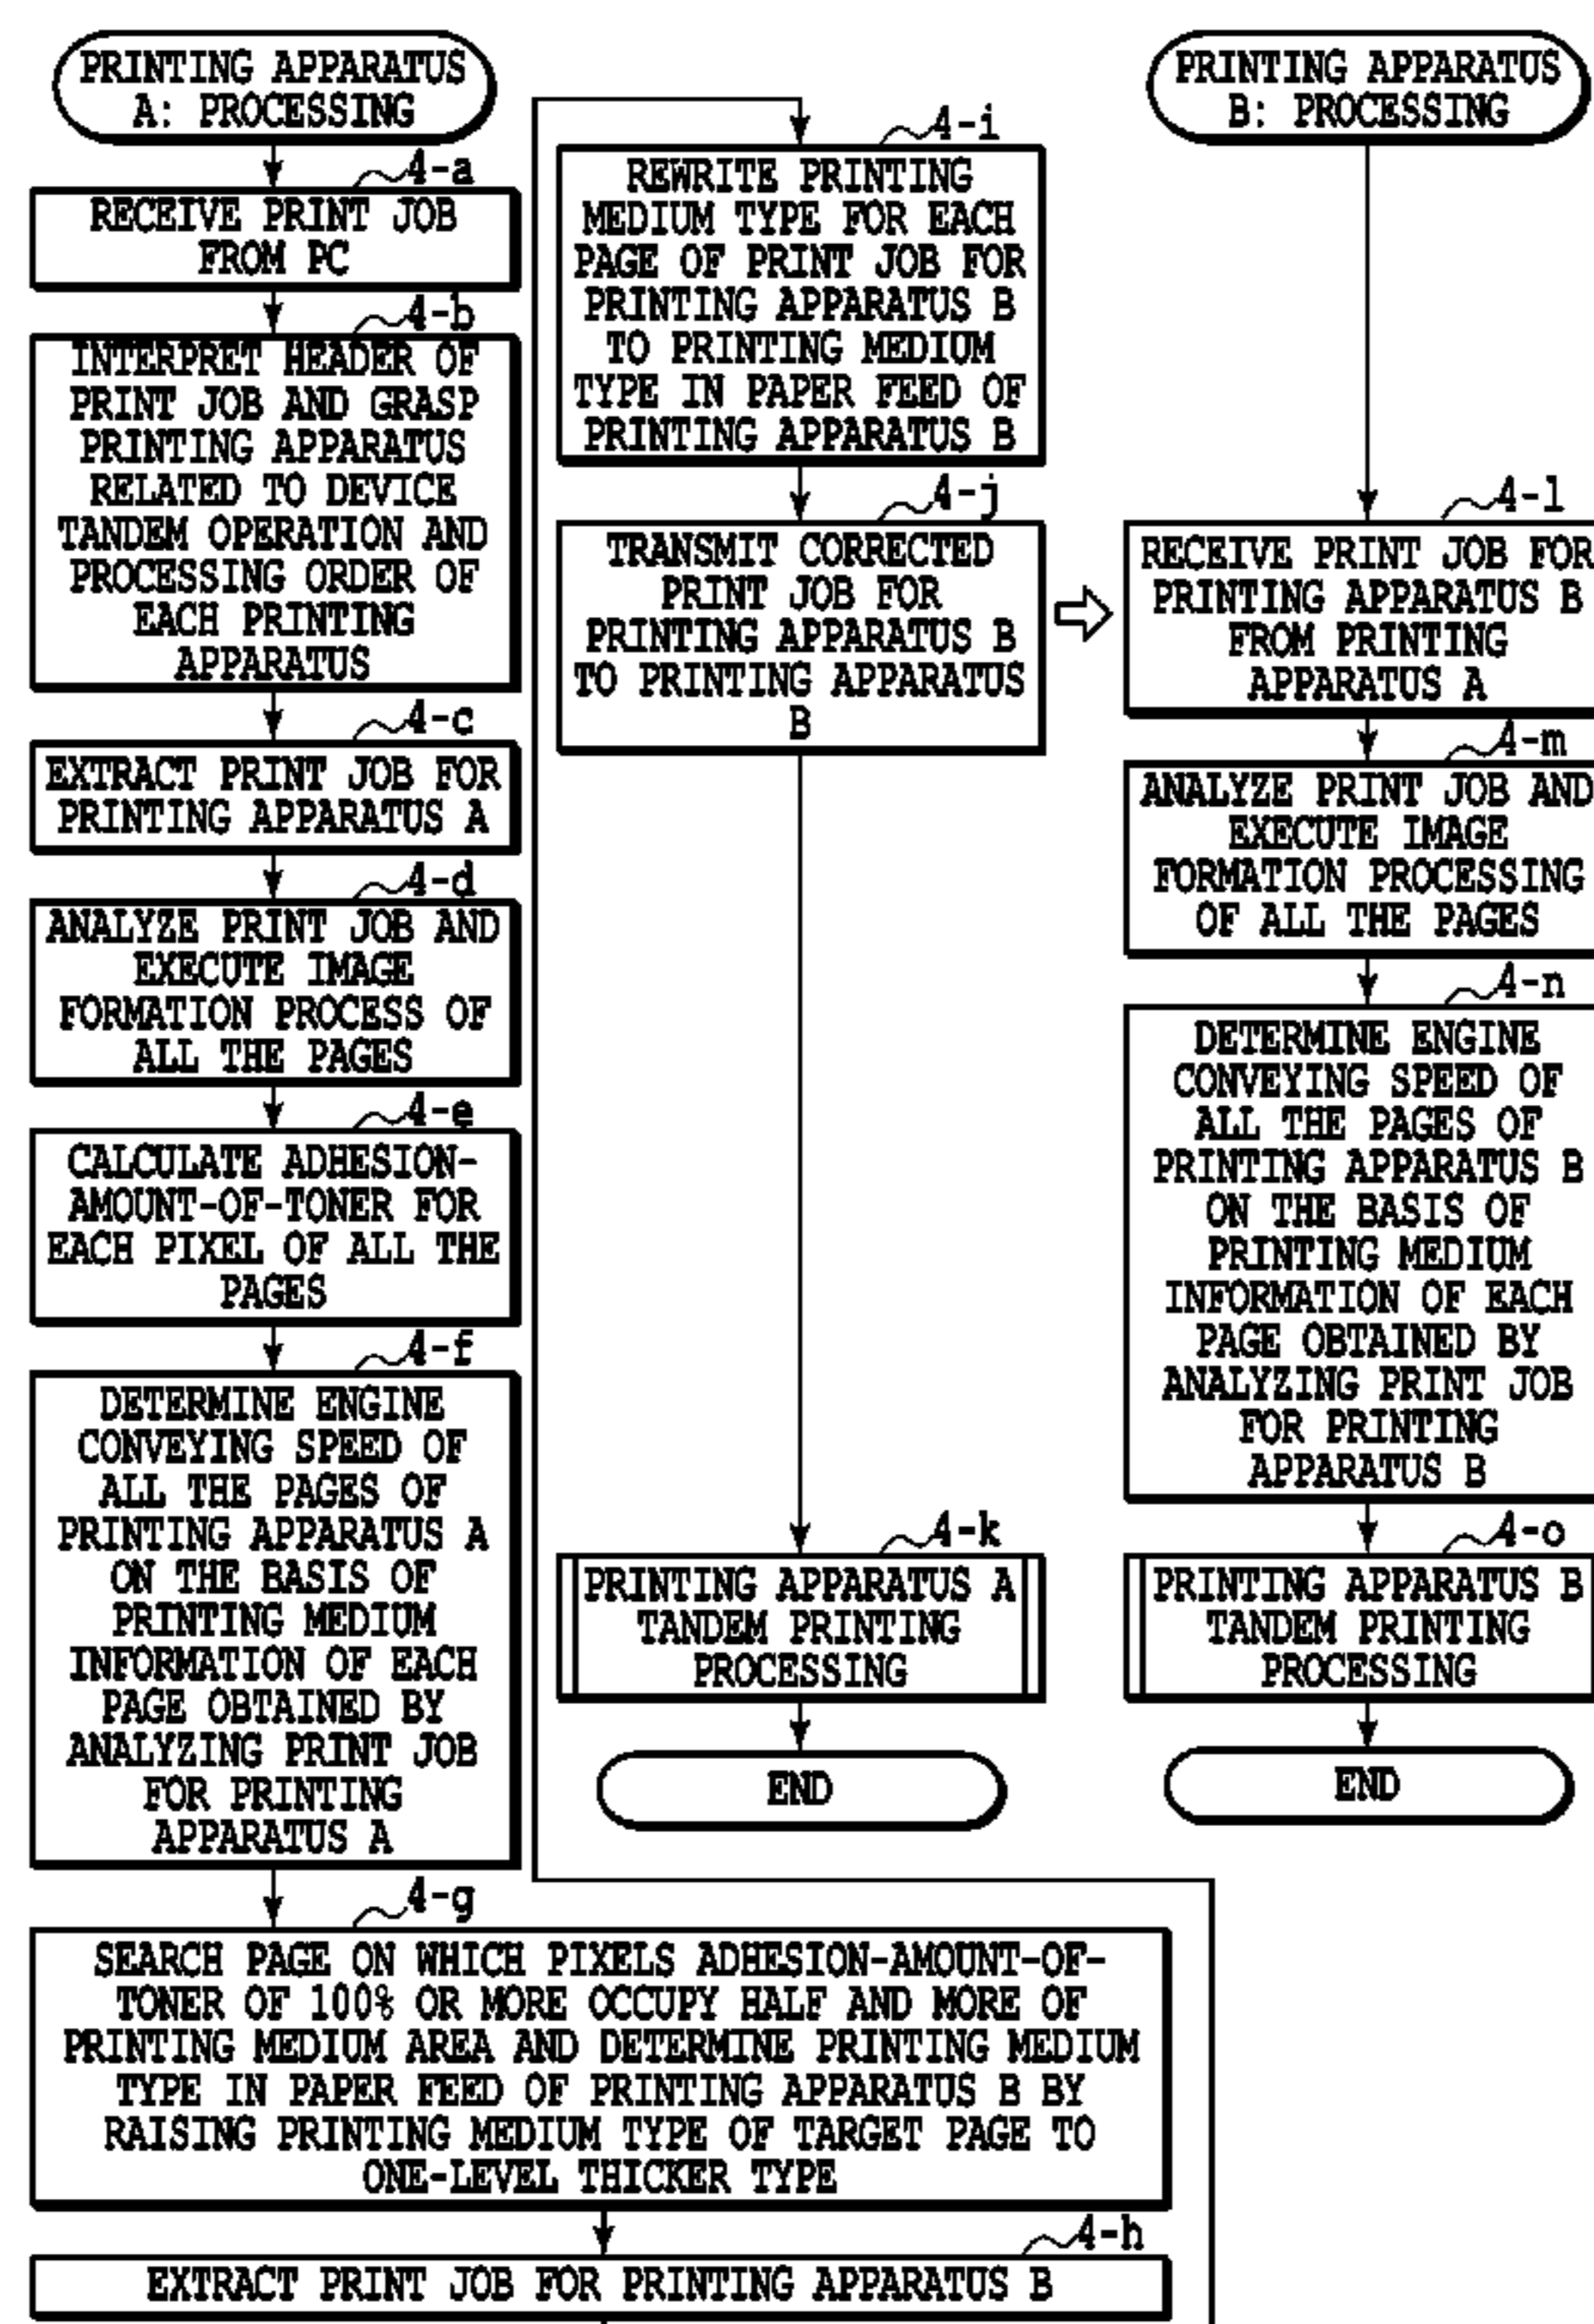 PRINTING APPARATUS
A: PROCESSING
4-a
RECEIVE PRINT JOB
FROM PC
4-b
INTERPRET HEADER OF
PRINT JOB AND GRASP
PRINTING APPARATUS
RELATED TO DEVICE
TANDEM OPERATION AND
PROCESSING ORDER OF
EACH PRINTING
APPARATUS
4-c
EXTRACT PRINT JOB FOR
PRINTING APPARATUS A
4-d
ANALYZE PRINT JOB AND
EXECUTE IMAGE
FORMATION PROCESS OF
ALL THE PAGES
4-e
CALCULATE ADHESION-
AMOUNT-OF-TONER FOR
EACH PIXEL OF ALL THE
PAGES
4-f
DETERMINE ENGINE
CONVEYING SPEED OF
ALL THE PAGES OF
PRINTING APPARATUS A
ON THE BASIS OF
PRINTING MEDIUM
INFORMATION OF EACH
PAGE OBTAINED BY
ANALYZING PRINT JOB
FOR PRINTING
APPARATUS A
4-g
SEARCH PAGE ON WHICH PIXELS ADHESION-AMOUNT-OF-
TONER OF 100% OR MORE OCCUPY HALF AND MORE OF
PRINTING MEDIUM AREA AND DETERMINE PRINTING MEDIUM
TYPE IN PAPER FEED OF PRINTING APPARATUS B BY
RAISING PRINTING MEDIUM TYPE OF TARGET PAGE TO
ONE-LEVEL THICKER TYPE
4-h
EXTRACT PRINT JOB FOR PRINTING APPARATUS B
4-i
REWRITE PRINTING
MEDIUM TYPE FOR EACH
PAGE OF PRINT JOB FOR
PRINTING APPARATUS B
TO PRINTING MEDIUM
TYPE IN PAPER FEED OF
PRINTING APPARATUS B
4-j
TRANSMIT CORRECTED
PRINT JOB FOR
PRINTING APPARATUS B
TO PRINTING APPARATUS
B
4-k
PRINTING APPARATUS A
TANDEM PRINTING
PROCESSING
END
PRINTING APPARATUS
B: PROCESSING
4-l
RECEIVE PRINT JOB FOR
PRINTING APPARATUS B
FROM PRINTING
APPARATUS A
4-m
ANALYZE PRINT JOB AND
EXECUTE IMAGE
FORMATION PROCESSING
OF ALL THE PAGES
4-n
DETERMINE ENGINE
CONVEYING SPEED OF
ALL THE PAGES OF
PRINTING APPARATUS B
ON THE BASIS OF
PRINTING MEDIUM
INFORMATION OF EACH
PAGE OBTAINED BY
ANALYZING PRINT JOB
FOR PRINTING
APPARATUS B
4-o
PRINTING APPARATUS B
TANDEM PRINTING
PROCESSING
END